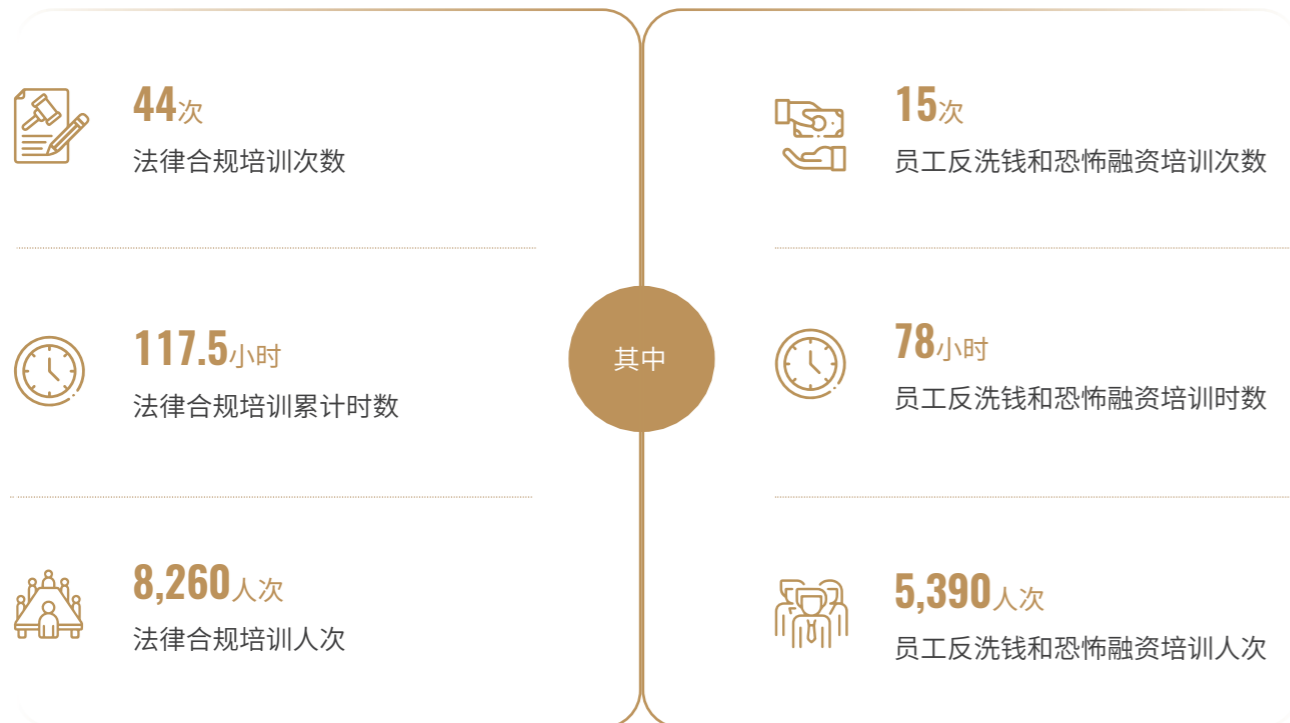 44次
法律合规培训次数
117.5小时
法律合规培训累计时数
8,260人次
法律合规培训人次
其中
15次
员工反洗钱和恐怖融资培训次数
78小时
员工反洗钱和恐怖融资培训时数
5,390人次
员工反洗钱和恐怖融资培训人次